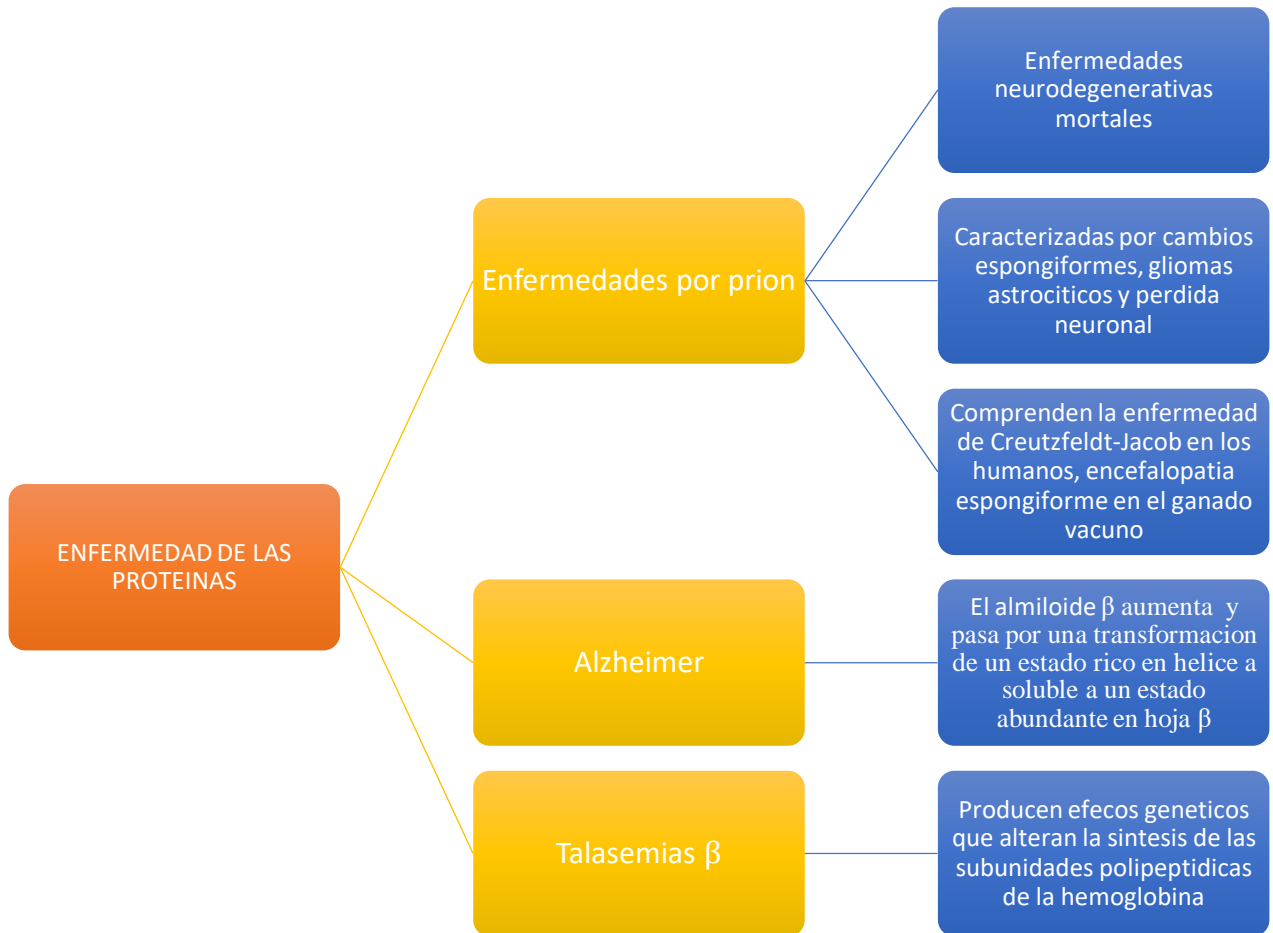 ENFERMEDAD DE LAS
PROTEINAS
Enfermedades por prion
Enfermedades
neurodegenerativas
mortales
Caracterizadas por cambios
espongiformes, gliomas
astrociticos y perdida
neuronal
Comprenden la enfermedad
de Creutzfeldt-Jacob en los
humanos, encefalopatia
espongiforme en el ganado
vacuno
Alzheimer
El almiloide β aumenta y
pasa por una transformacion
de un estado rico en helice a
soluble a un estado
abundante en hoja β
Talasemias β
Producen efecos geneticos
que alteran la sintesis de las
subunidades polipeptidicas
de la hemoglobina